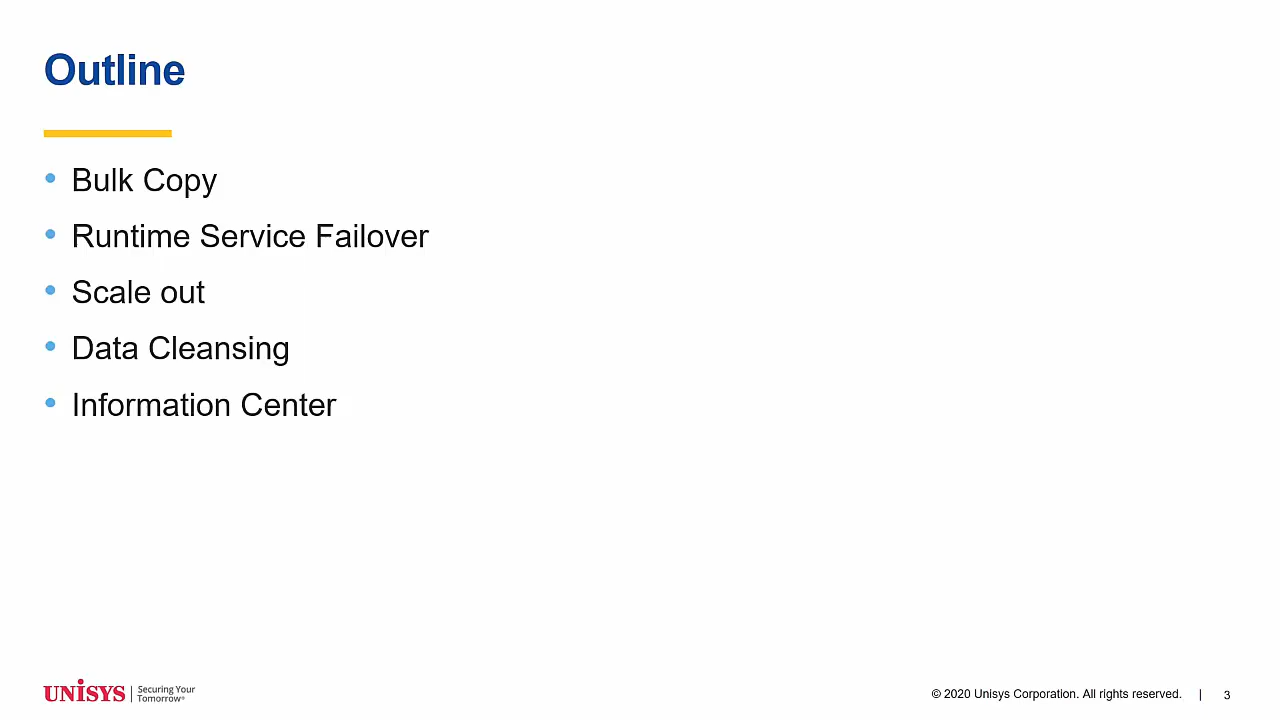 Outline
• Bulk Copy
• Runtime Service Failover
• Scale out
• Data Cleansing
• Information Center
UNISYS | Securing Your
Tomorrow®
© 2020 Unisys Corporation. All rights reserved. | 3